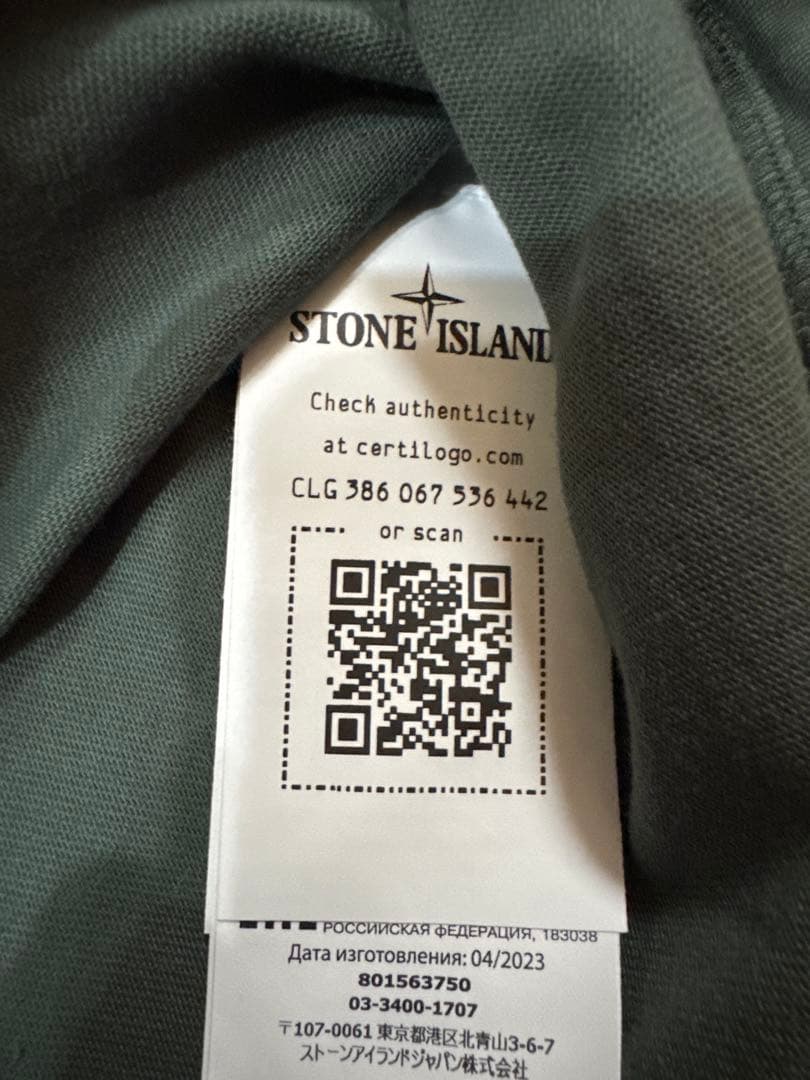 STONE ISLAND
Check authenticity
at certilogo.com
CLG 386 067 536 442
or scan
РОССИЙСКАЯ ФЕДЕРАЦИЯ, 183038
Дата изготовления: 04/2023
801563750
03-3400-1707
〒107-0061 東京都港区北青山3-6-7
ストーンアイランドジャパン株式会社